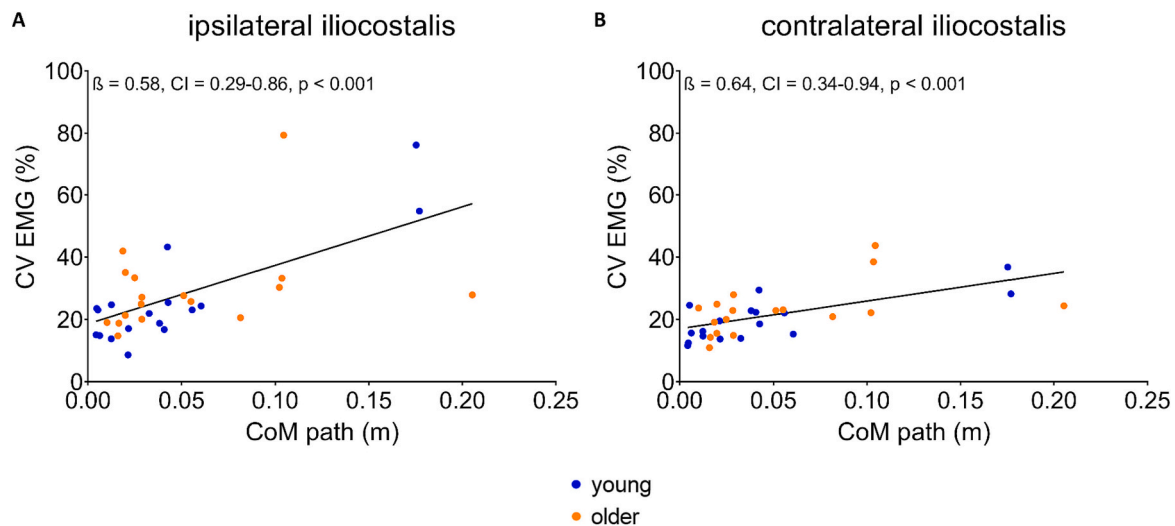 A
ipsilateral iliocostalis
ß = 0.58, CI = 0.29-0.86, p < 0.001
CV EMG (%)
100
80
60
40
20
0
0.00 0.05 0.10 0.15 0.20 0.25
CoM path (m)
B
contralateral iliocostalis
ß = 0.64, CI = 0.34-0.94, p < 0.001
CV EMG (%)
100
80
60
40
20
0
0.00 0.05 0.10 0.15 0.20 0.25
CoM path (m)
young
older